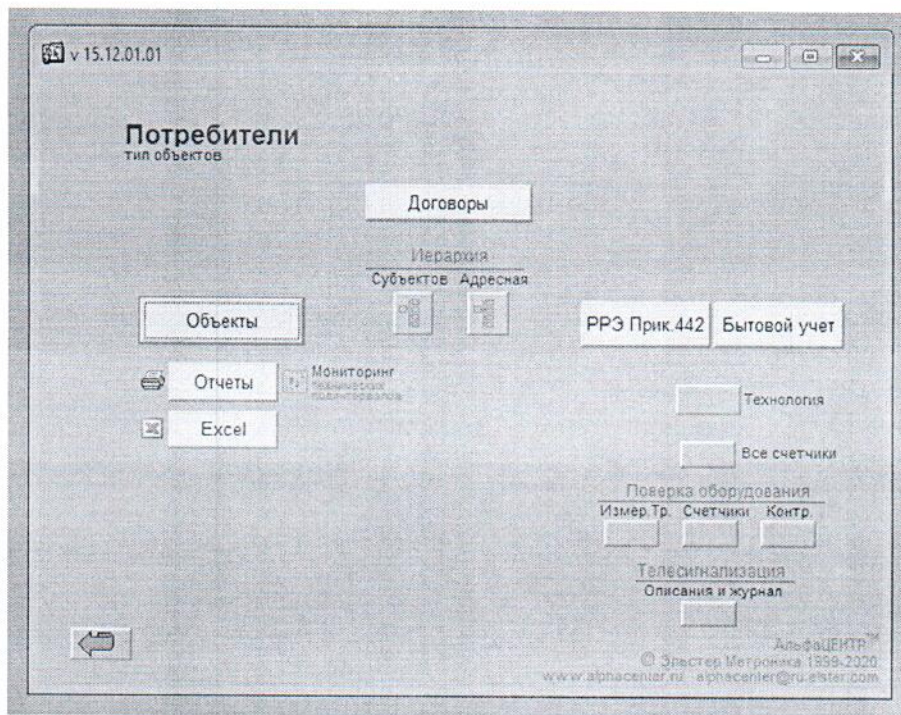 v 15.12.01.01
Потребители
тип объектов
Договоры
Иерархия
Субъектов Адресная
Объекты
РРЭ Прик.442 Бытовой учет
Отчеты
Мониторинг
технических
подинтервалов
Excel
Технология
Все счетчики
Поверка оборудования
Измер.Тр. Счетчики Контр.
Телесигнализация
Описания и журнал
АльфаЦЕНТР™
© Эльстер Метроника 1999-2020
www.alphacenter.ru alphacenter@ru.elster.com